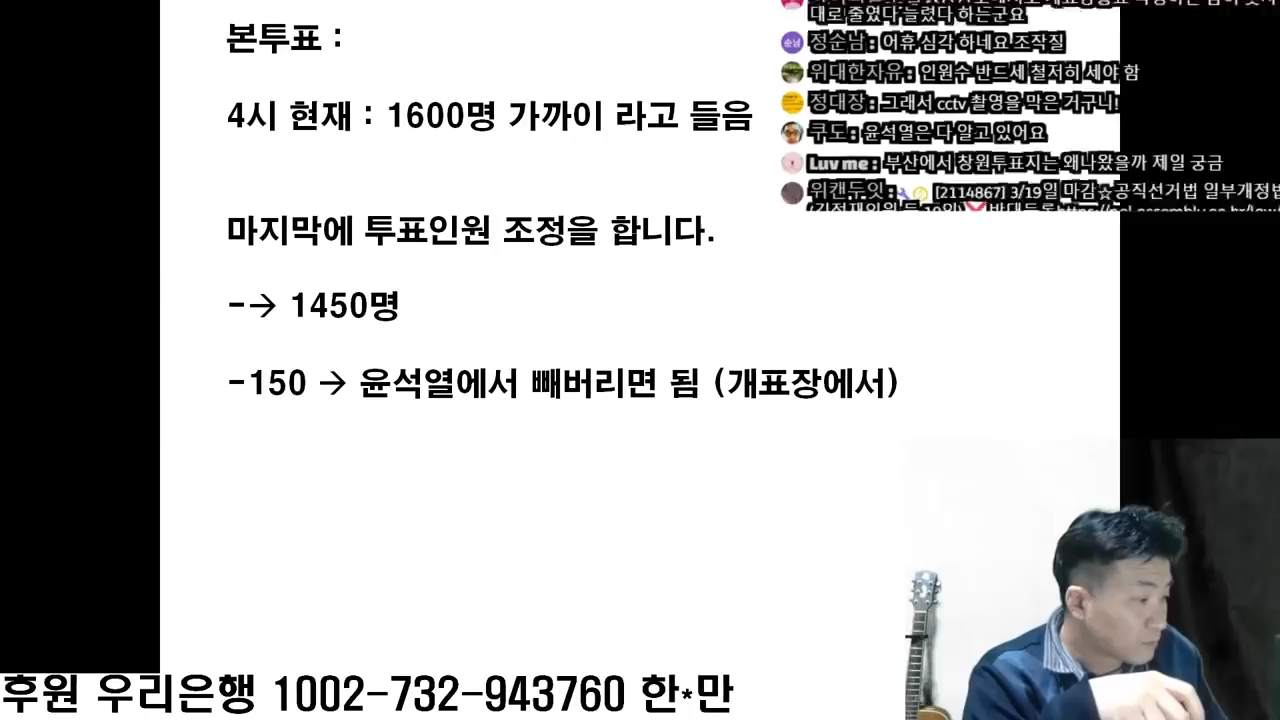 본투표 :
4시 현재 : 1600명 가까이 라고 들음
마지막에 투표인원 조정을 합니다.
-→ 1450명
-150 → 윤석열에서 빼버리면 됨 (개표장에서)
대로 줄였다 늘렸다 하는군요
순남 정순남 : 어휴 심각 하네요 조작질
위대한자유 : 인원수 반드세 철저히 세야 함
정대장 : 그래서 cctv 촬영을 막은 거구나!
쿠도 : 윤석열은 다 알고 있어요
Luv me : 부산에서 창원투표지는 왜나왔을까 제일 궁금
위캔두잇 : [2114867] 3/19일 마감☆공직선거법 일부개정법
후원 우리은행 1002-732-943760 한*만